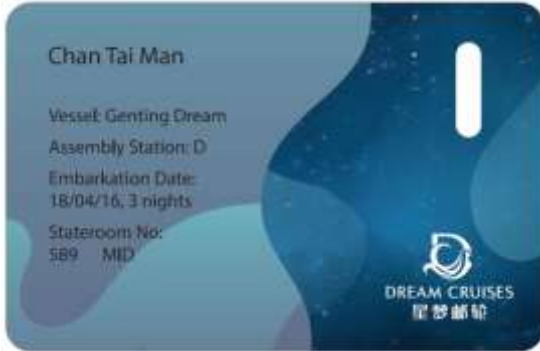 Chan Tai Man
Vessel: Genting Dream
Assembly Station: D
Embarkation Date:
18/04/16, 3 nights
Stateroom No:
589 MID
DREAM CRUISES
星梦邮轮